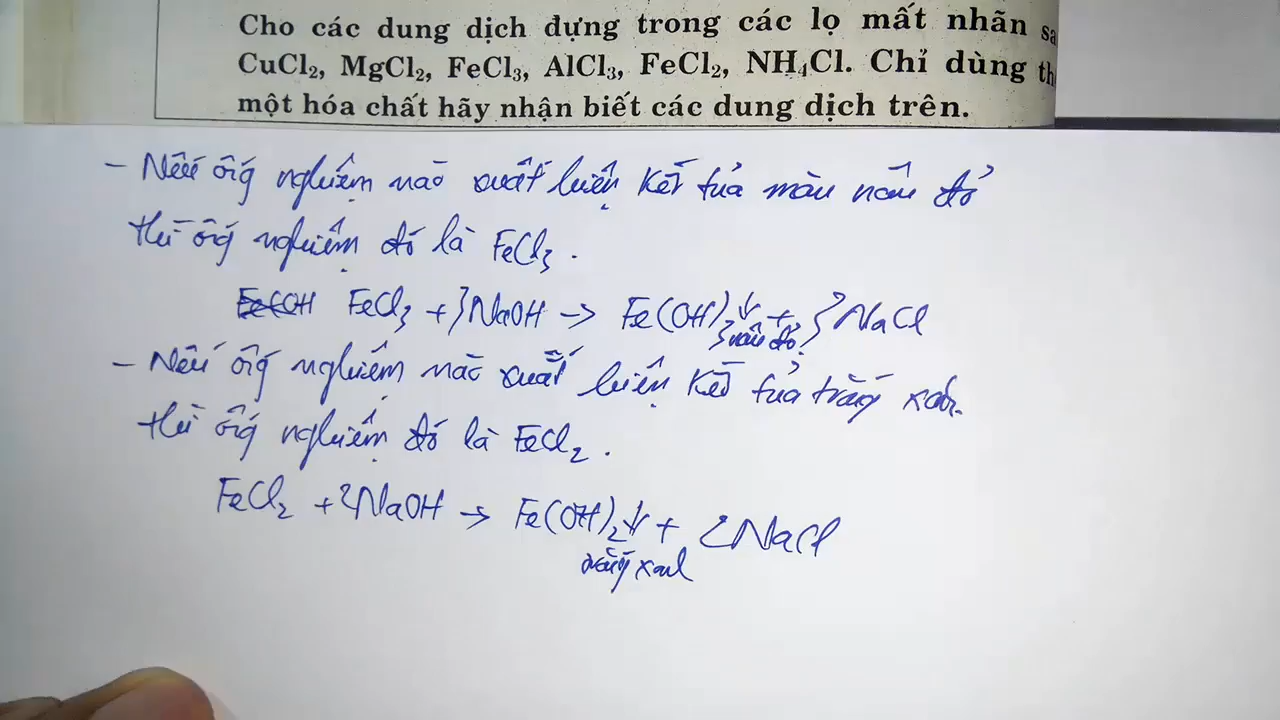 Cho các dung dịch đựng trong các lọ mất nhãn sa
CuCl₂, MgCl₂, FeCl₃, AlCl₃, FeCl₂, NH₄Cl. Chỉ dùng th
một hóa chất hãy nhận biết các dung dịch trên.
- Nếu ống nghiệm nào xuất hiện kết tủa màu nâu đỏ
thì ống nghiệm đó là FeCl₃.
FeCl₃ + 3NaOH → Fe(OH)₃↓ + 3NaCl
nâu đỏ
- Nếu ống nghiệm nào xuất hiện kết tủa trắng xanh.
thì ống nghiệm đó là FeCl₂.
FeCl₂ + 2NaOH → Fe(OH)₂↓ + 2NaCl
trắng xanh